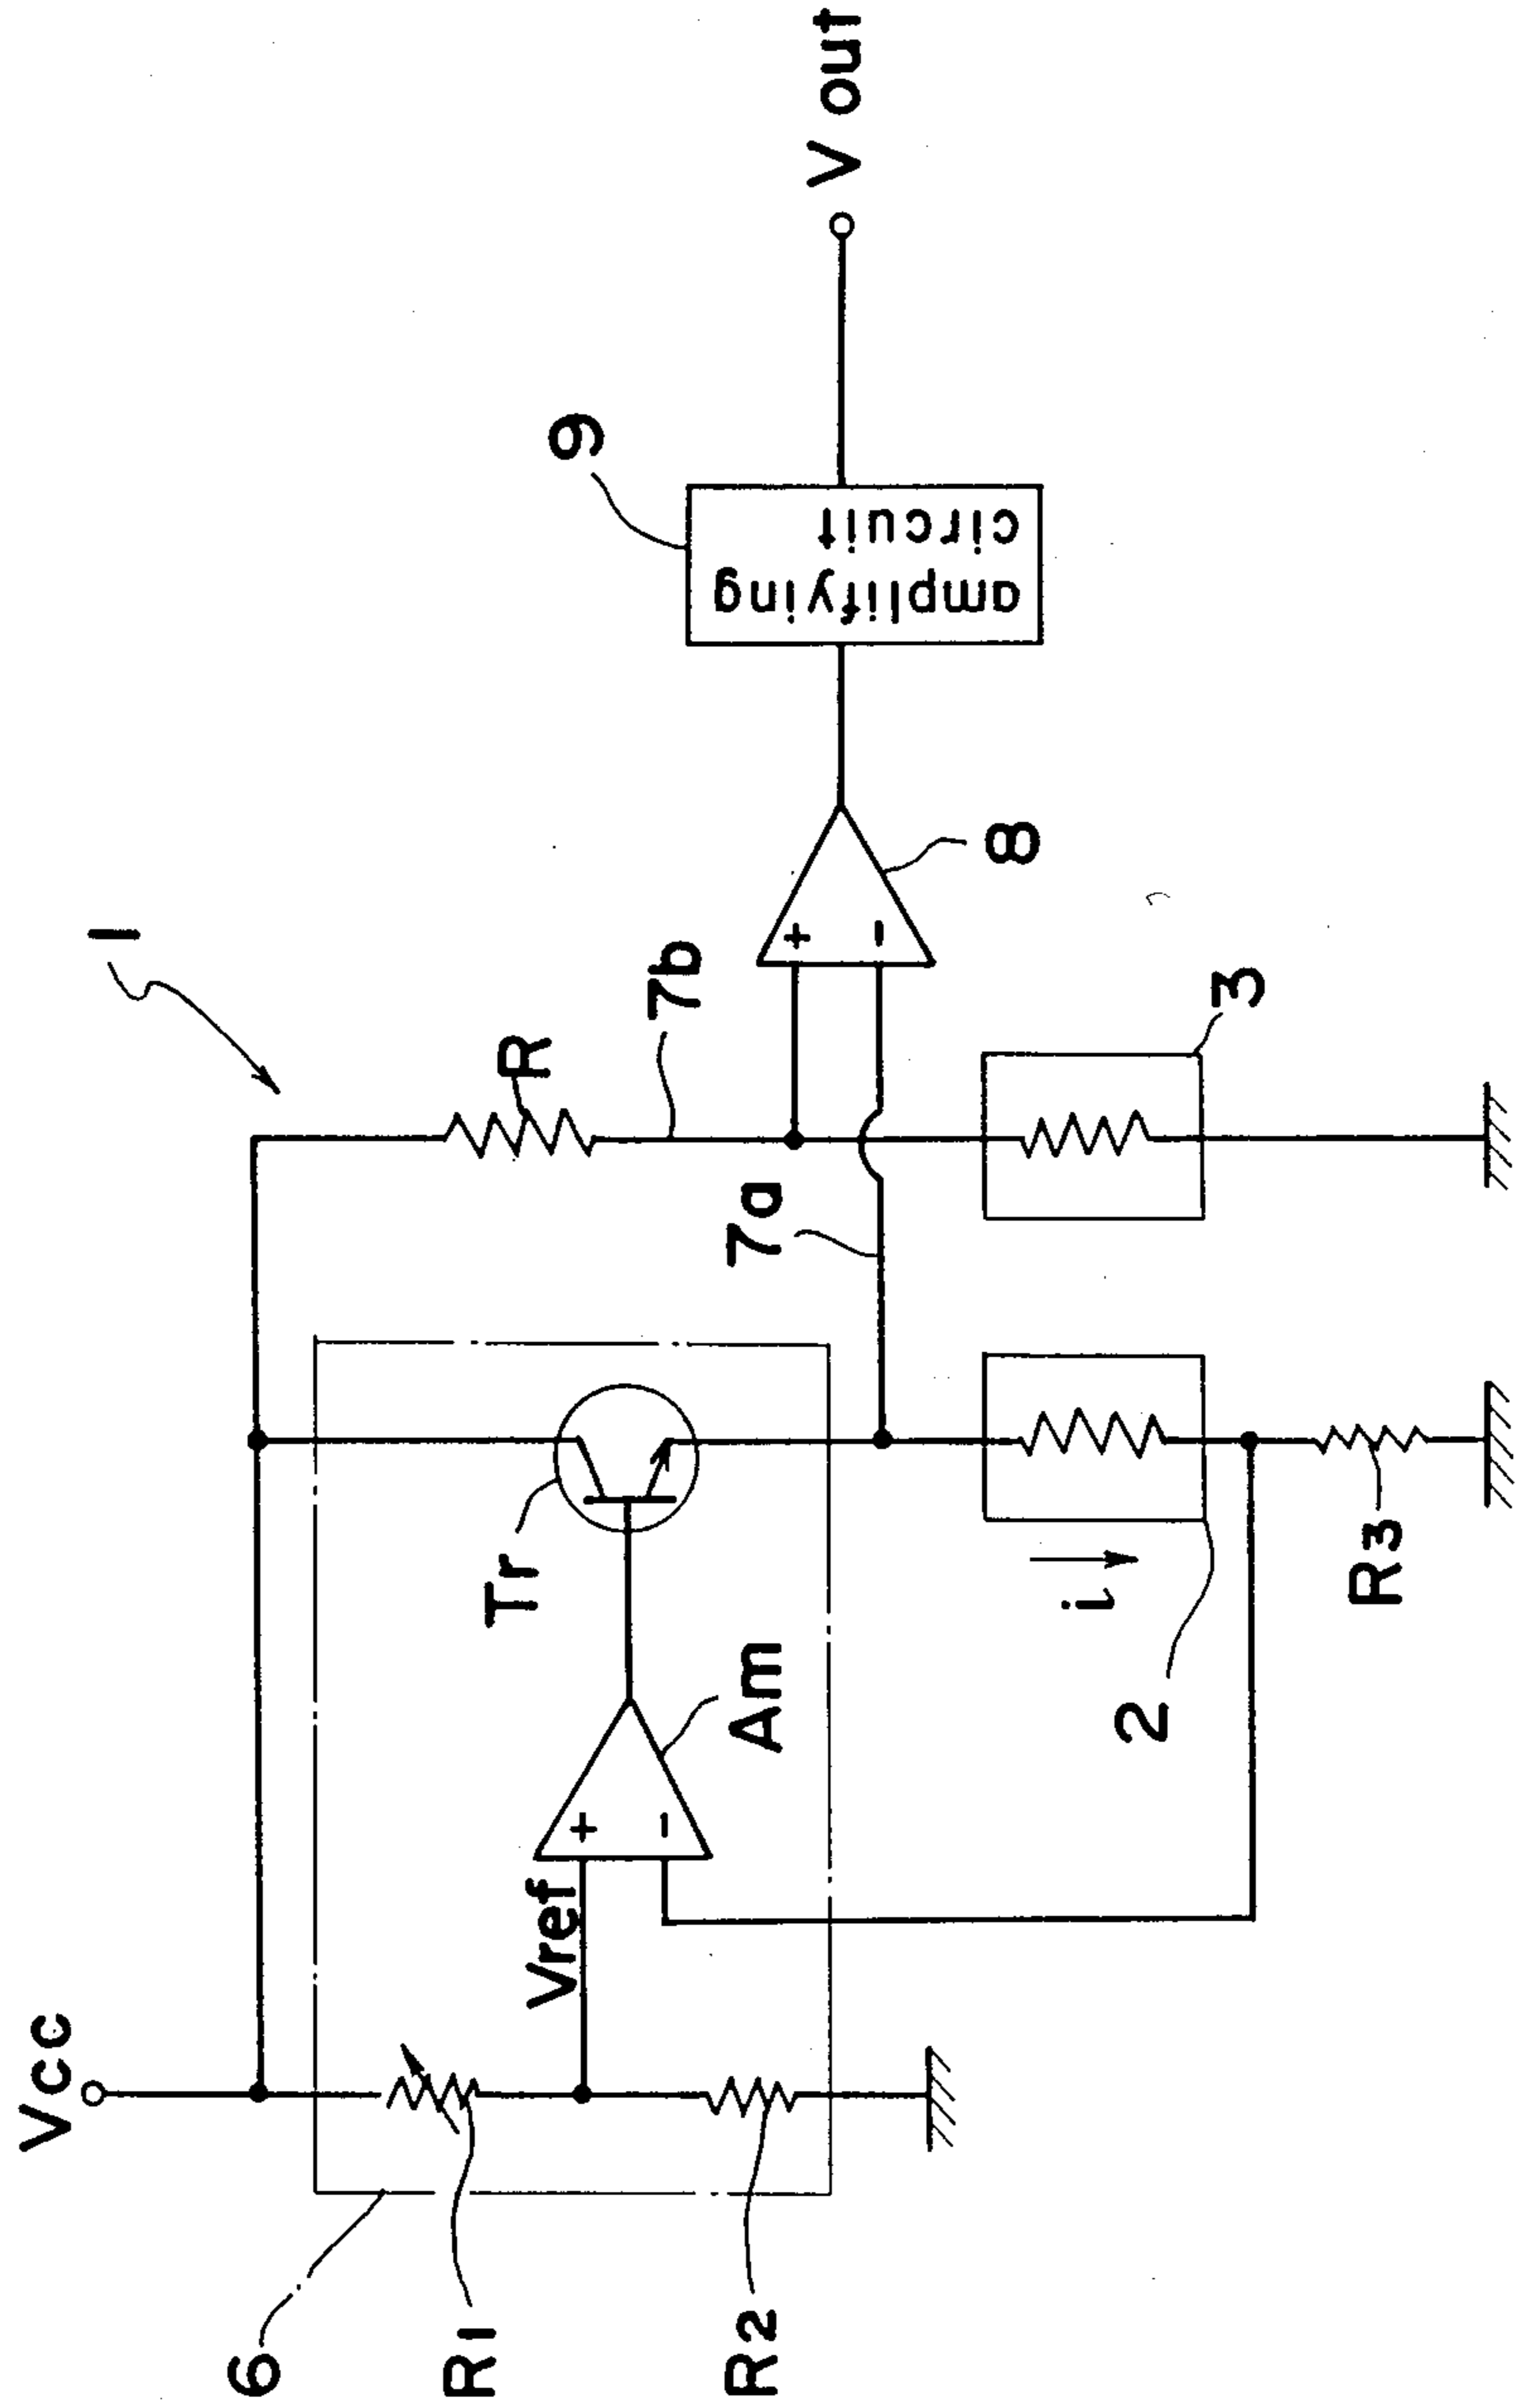 Vcc
1
6
R1
R2
Vref
Am
Tr
+
-
i
2
R3
7a
7b
R
3
+
-
8
9
amplifying
circuit
V out